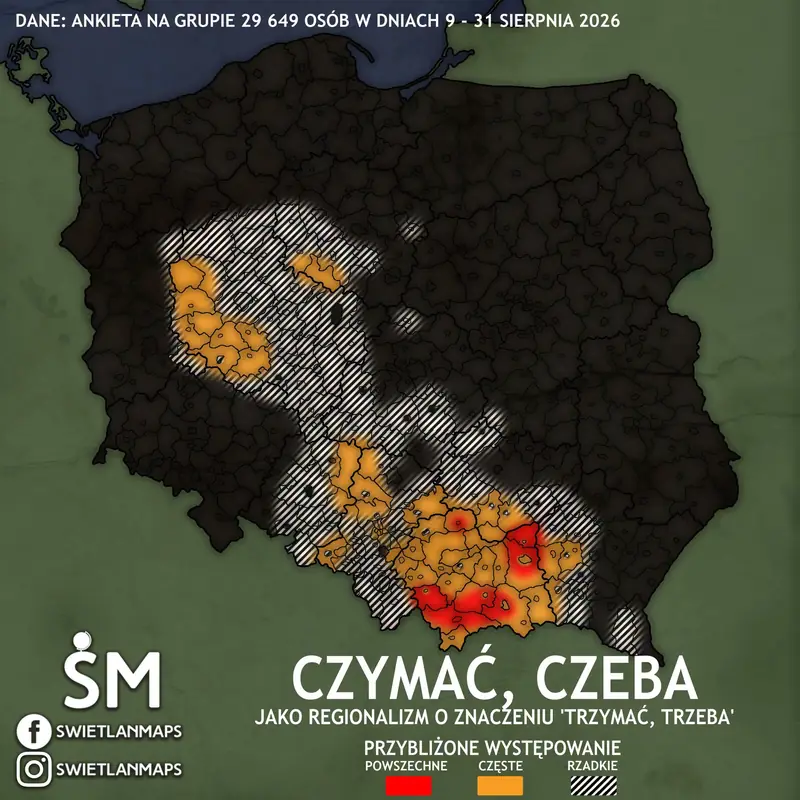 DANE: ANKIETA NA GRUPIE 29 649 OSÓB W DNIACH 9 - 31 SIERPNIA 2026
ŚM
SWIETLANMAPS
SWIETLANMAPS
CZYMAĆ, CZEBA
JAKO REGIONALIZM O ZNACZENIU 'TRZYMAĆ, TRZEBA'
PRZYBLIŻONE WYSTĘPOWANIE
POWSZECHNE CZĘSTE RZADKIE